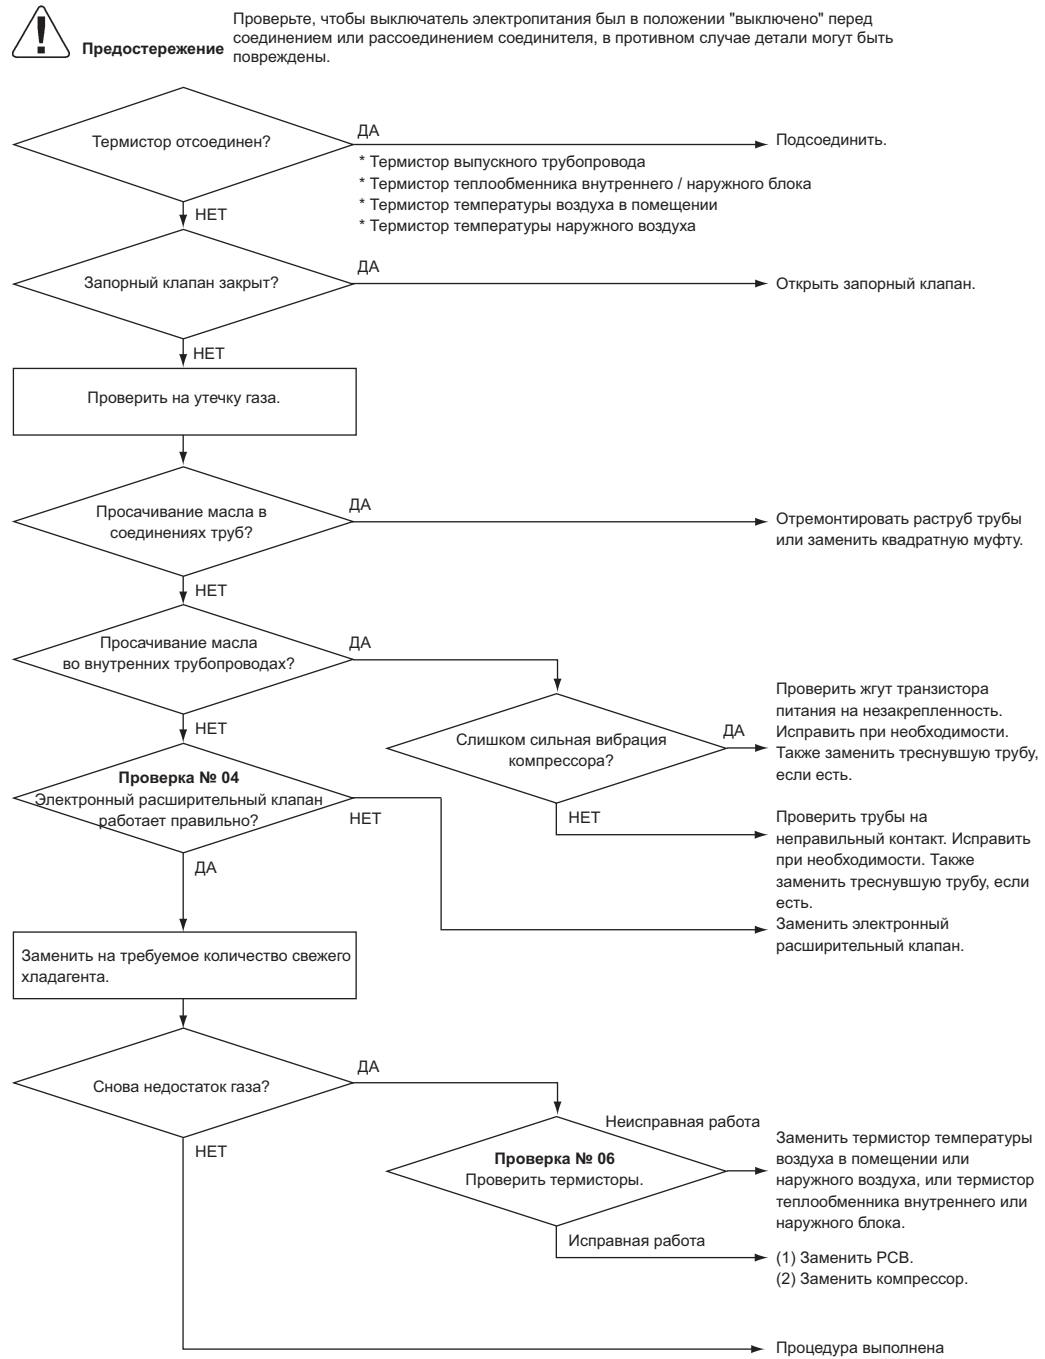 Проверьте, чтобы выключатель электропитания был в положении "выключено" перед
Предостережение соединением или рассоединением соединителя, в противном случае детали могут быть
повреждены.
Термистор отсоединен?
ДА
Подсоединить.
* Термистор выпускного трубопровода
* Термистор теплообменника внутреннего / наружного блока
* Термистор температуры воздуха в помещении
* Термистор температуры наружного воздуха
НЕТ
Запорный клапан закрыт?
ДА
Открыть запорный клапан.
НЕТ
Проверить на утечку газа.
Просачивание масла в
соединениях труб?
ДА
Отремонтировать раструб трубы
или заменить квадратную муфту.
НЕТ
Просачивание масла
во внутренних трубопроводах?
ДА
Слишком сильная вибрация
компрессора?
ДА
Проверить жгут транзистора
питания на незакрепленность.
Исправить при необходимости.
Также заменить треснувшую трубу,
если есть.
НЕТ
Проверить трубы на
неправильный контакт. Исправить
при необходимости. Также
заменить треснувшую трубу, если
есть.
НЕТ
Проверка № 04
Электронный расширительный клапан
работает правильно?
НЕТ
Заменить электронный
расширительный клапан.
ДА
Заменить на требуемое количество свежего
хладагента.
Снова недостаток газа?
ДА
Проверка № 06
Проверить термисторы.
Неисправная работа
Заменить термистор температуры
воздуха в помещении или
наружного воздуха, или термистор
теплообменника внутреннего или
наружного блока.
Исправная работа
(1) Заменить PCB.
(2) Заменить компрессор.
НЕТ
Процедура выполнена